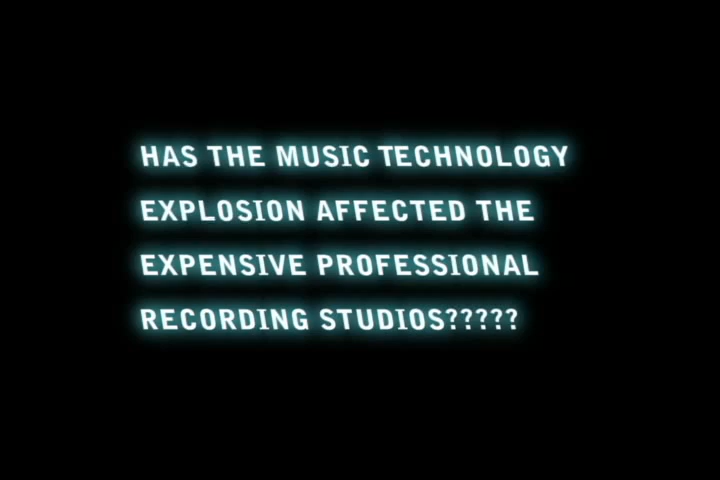 HAS THE MUSIC TECHNOLOGY
EXPLOSION AFFECTED THE
EXPENSIVE PROFESSIONAL
RECORDING STUDIOS?????